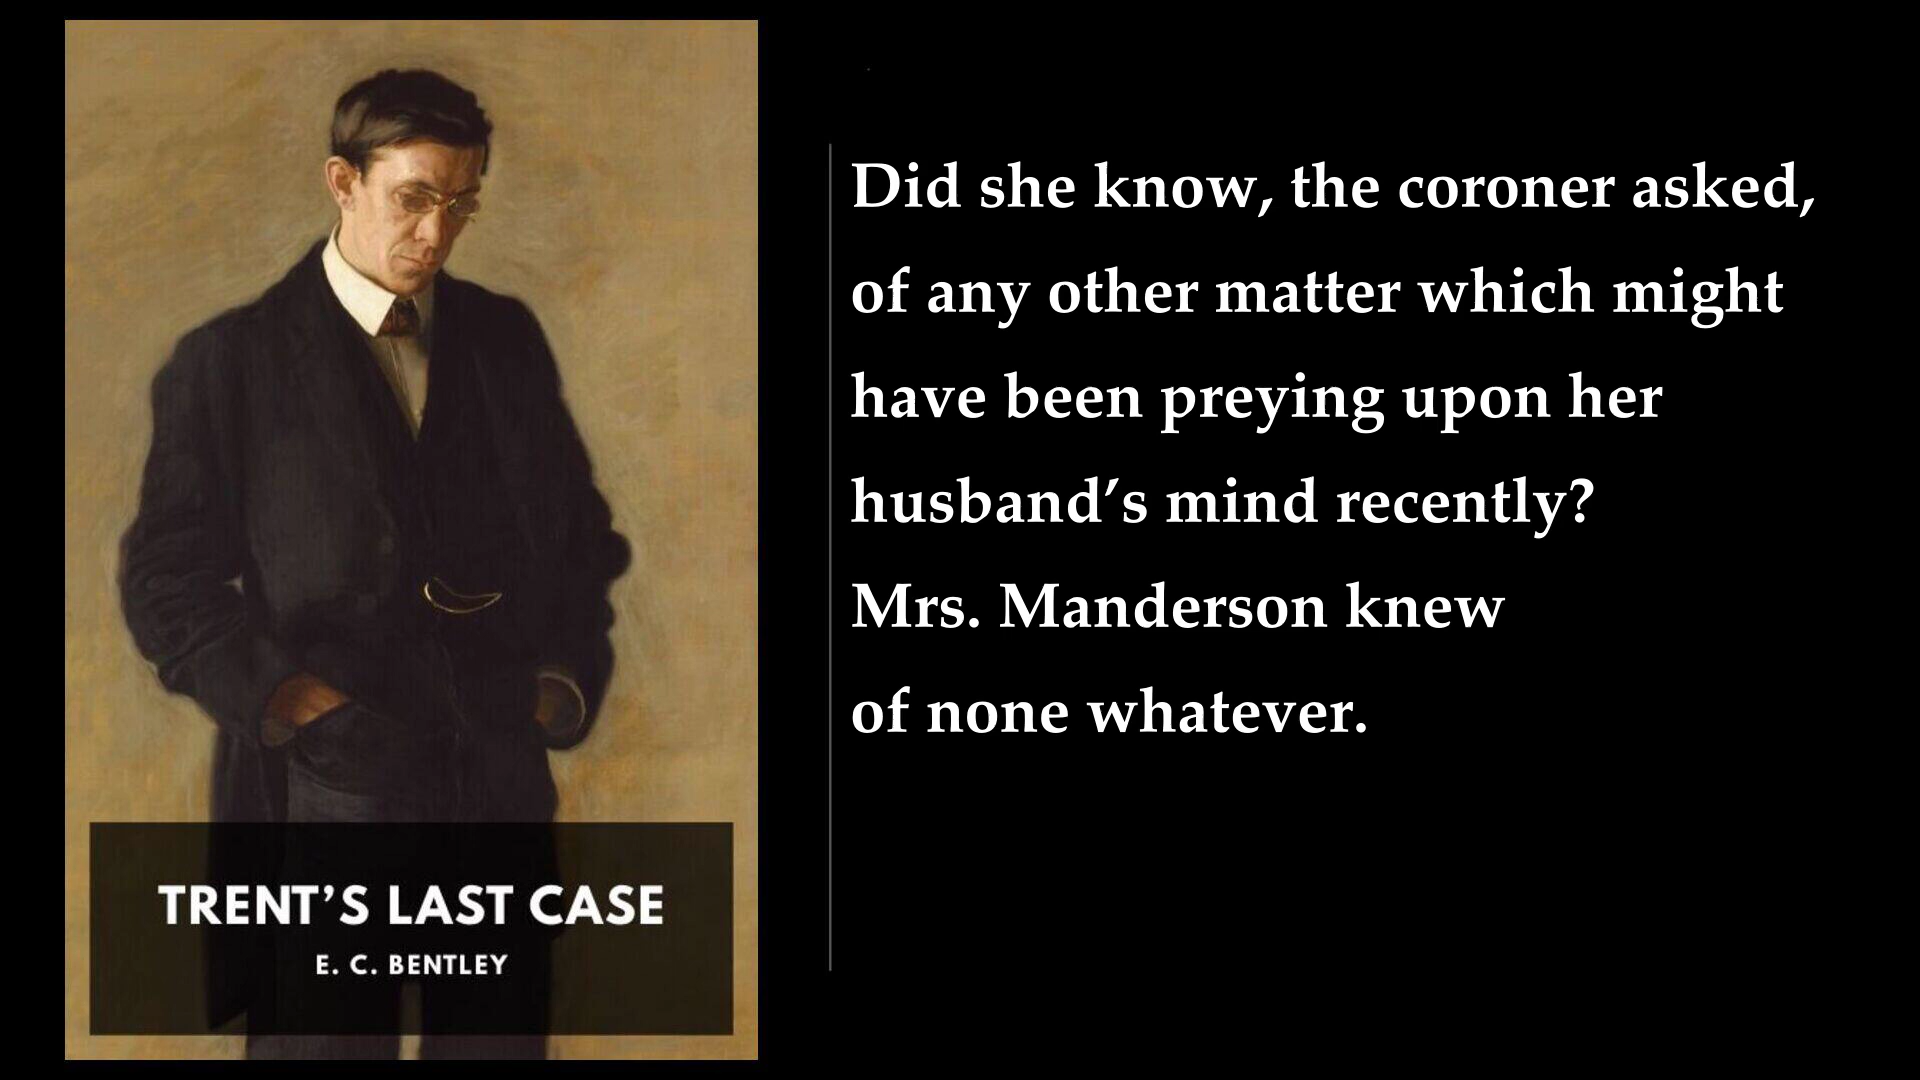 TRENT’S LAST CASE
E. C. BENTLEY
Did she know, the coroner asked,
of any other matter which might
have been preying upon her
husband’s mind recently?
Mrs. Manderson knew
of none whatever.